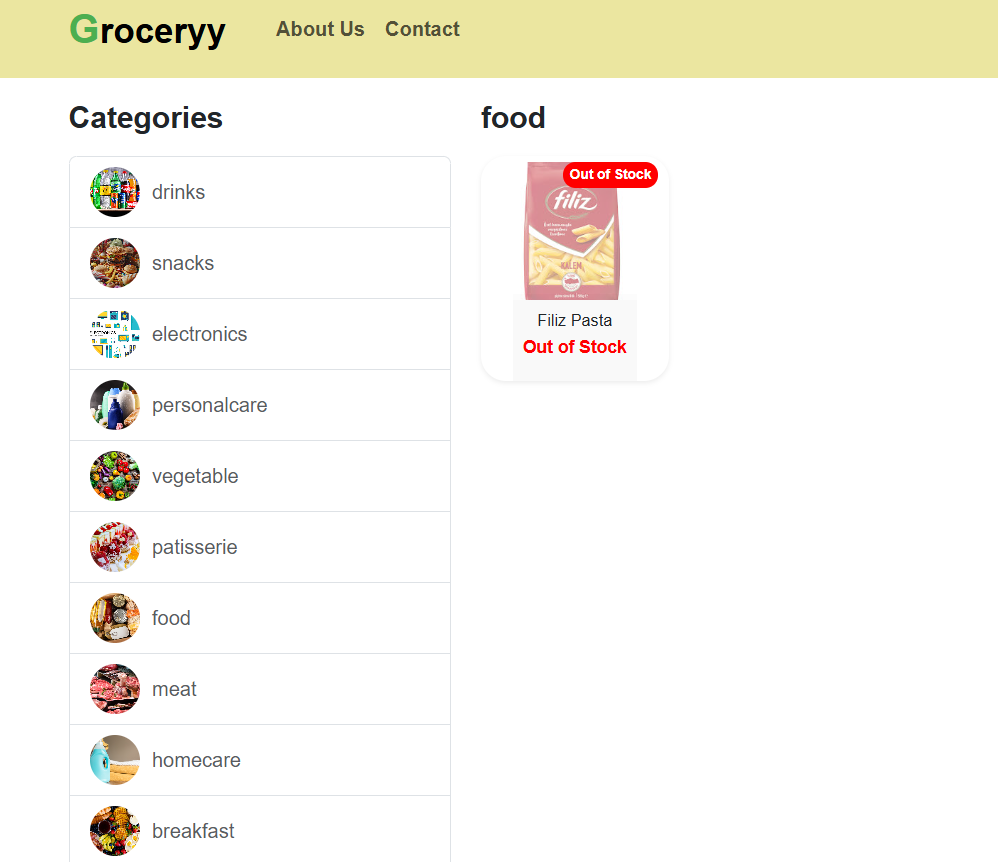 Groceryy
About Us
Contact
Categories
drinks
snacks
electronics
personalcare
vegetable
patisserie
food
meat
homecare
breakfast
food
Out of Stock
filiz
KALEM
Filiz Pasta
Out of Stock